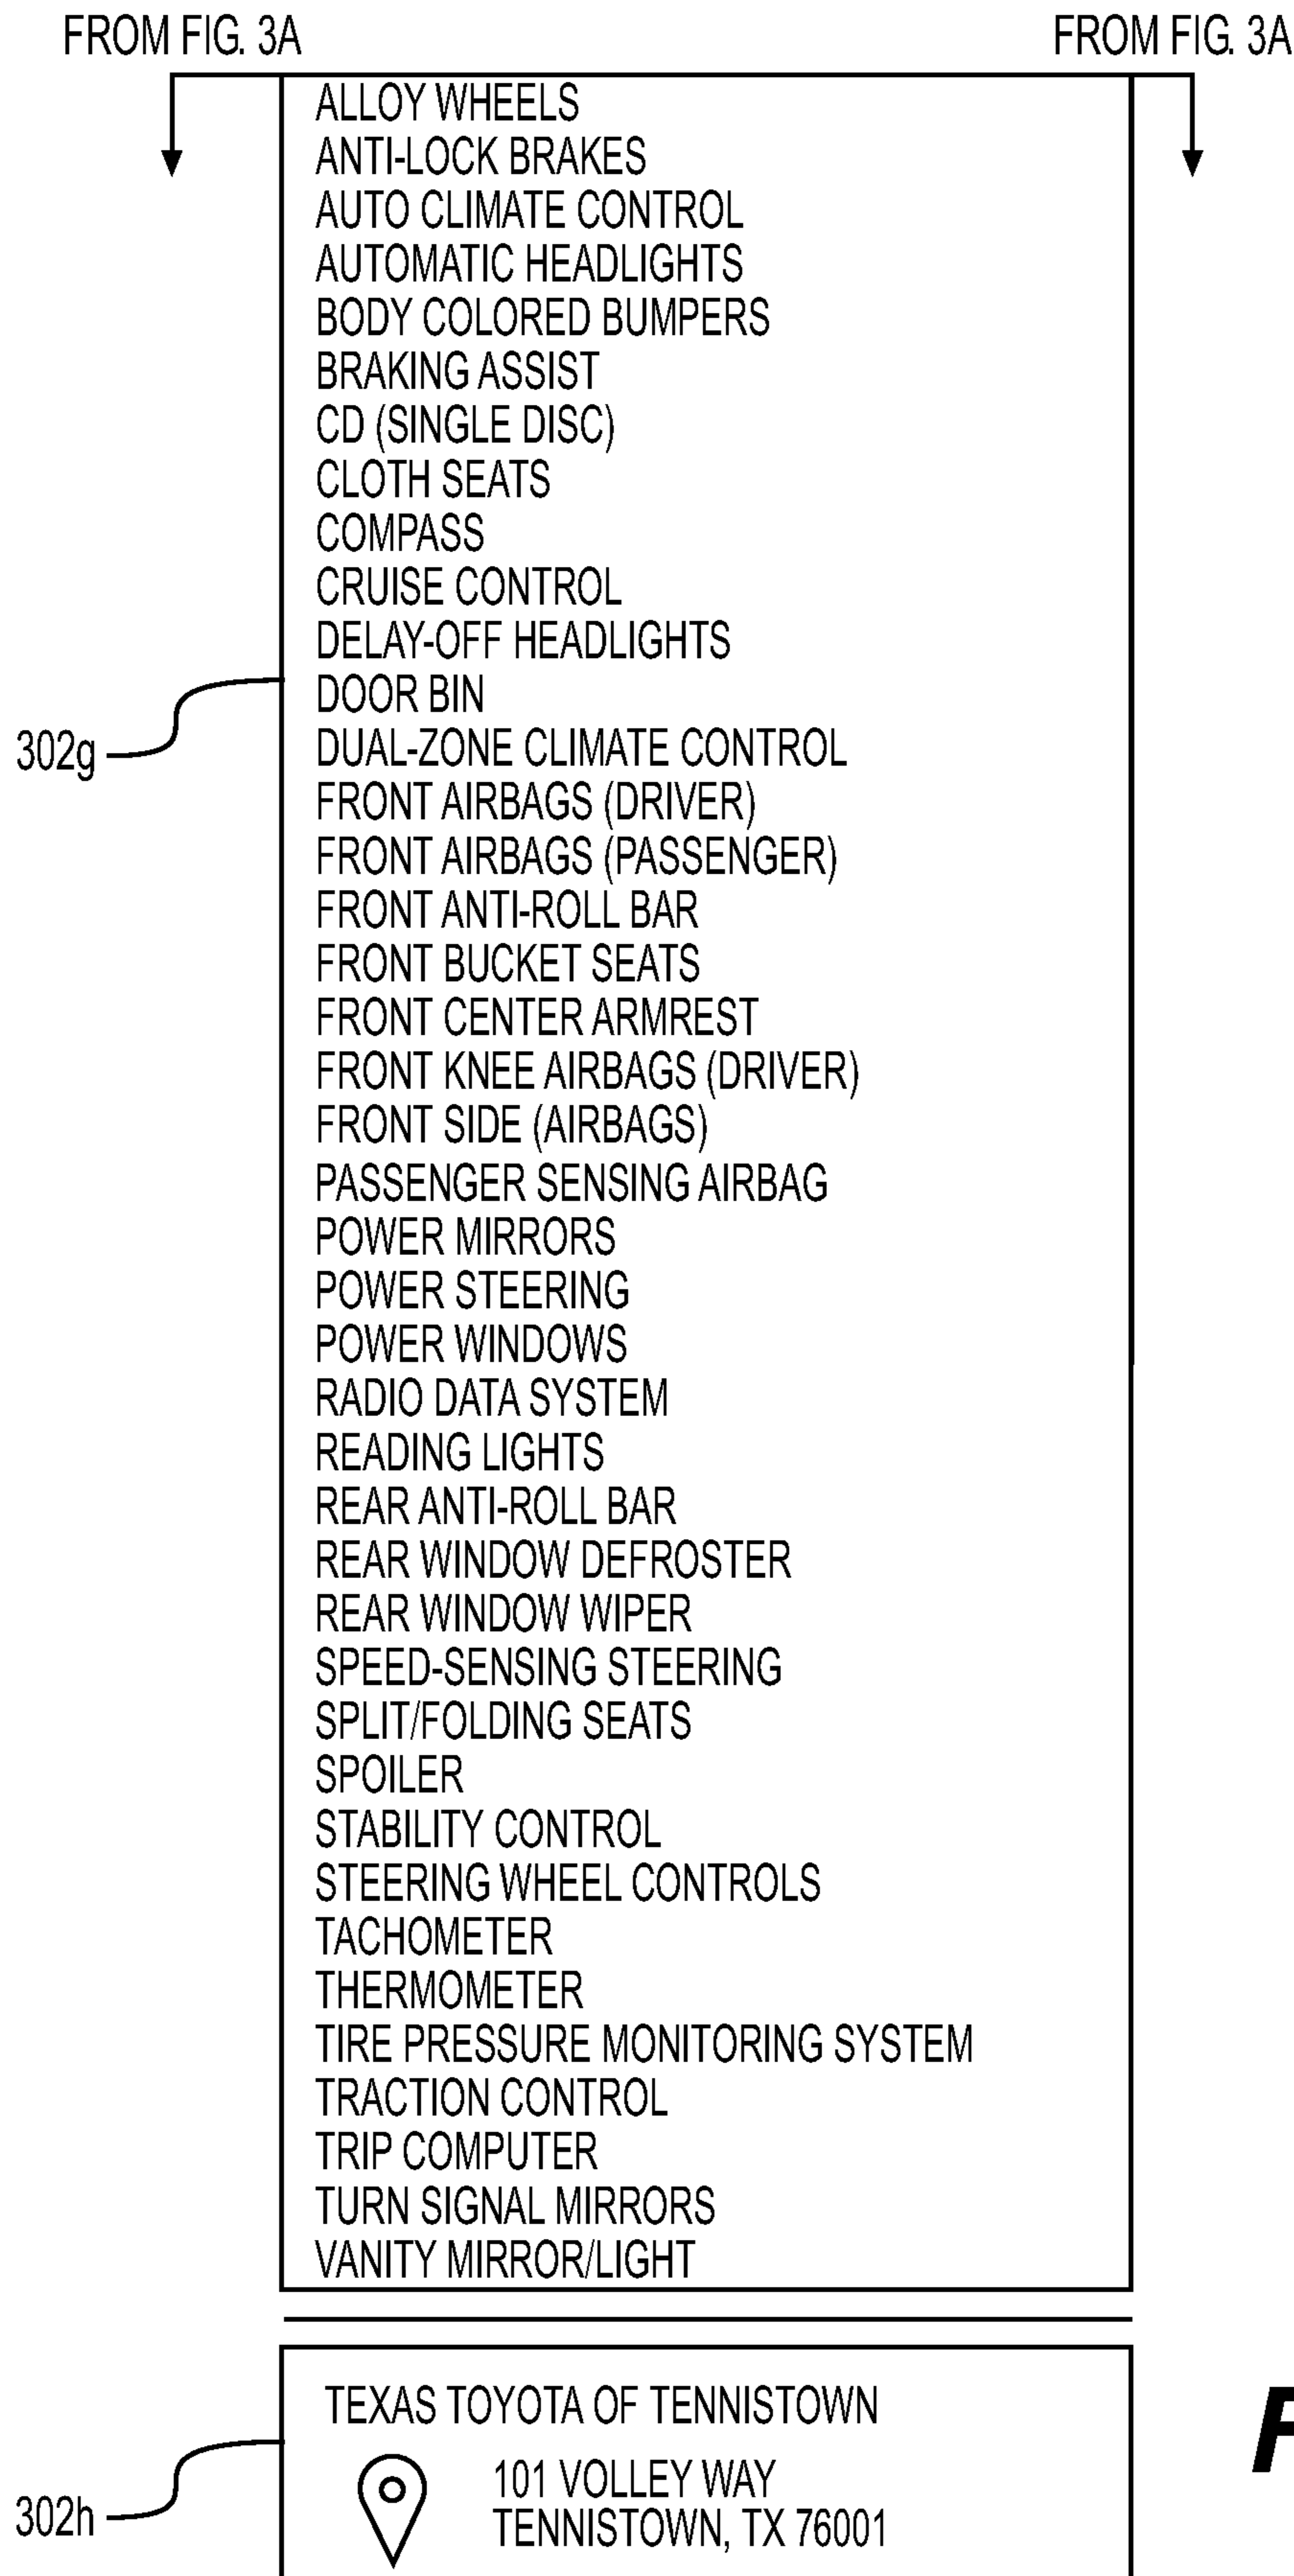 FROM FIG. 3A FROM FIG. 3A
ALLOY WHEELS
ANTI-LOCK BRAKES
AUTO CLIMATE CONTROL
AUTOMATIC HEADLIGHTS
BODY COLORED BUMPERS
BRAKING ASSIST
CD (SINGLE DISC)
CLOTH SEATS
COMPASS
CRUISE CONTROL
DELAY-OFF HEADLIGHTS
DOOR BIN
302g
DUAL-ZONE CLIMATE CONTROL
FRONT AIRBAGS (DRIVER)
FRONT AIRBAGS (PASSENGER)
FRONT ANTI-ROLL BAR
FRONT BUCKET SEATS
FRONT CENTER ARMREST
FRONT KNEE AIRBAGS (DRIVER)
FRONT SIDE (AIRBAGS)
PASSENGER SENSING AIRBAG
POWER MIRRORS
POWER STEERING
POWER WINDOWS
RADIO DATA SYSTEM
READING LIGHTS
REAR ANTI-ROLL BAR
REAR WINDOW DEFROSTER
REAR WINDOW WIPER
SPEED-SENSING STEERING
SPLIT/FOLDING SEATS
SPOILER
STABILITY CONTROL
STEERING WHEEL CONTROLS
TACHOMETER
THERMOMETER
TIRE PRESSURE MONITORING SYSTEM
TRACTION CONTROL
TRIP COMPUTER
TURN SIGNAL MIRRORS
VANITY MIRROR/LIGHT
TEXAS TOYOTA OF TENNISTOWN
101 VOLLEY WAY
TENNISTOWN, TX 76001
302h